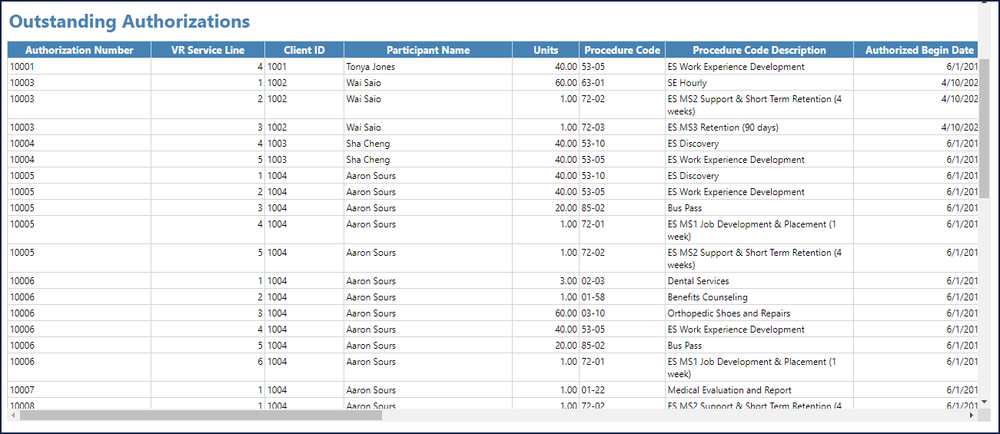 Outstanding Authorizations
Authorization Number VR Service Line Client ID Participant Name Units Procedure Code Procedure Code Description Authorized Begin Date
10001 4 1001 Tonya Jones 40.00 53-05 ES Work Experience Development 6/1/201
10003 1 1002 Wai Saio 60.00 63-01 SE Hourly 4/10/202
10003 2 1002 Wai Saio 1.00 72-02 ES MS2 Support & Short Term Retention (4 4/10/202
weeks)
10003 3 1002 Wai Saio 1.00 72-03 ES MS3 Retention (90 days) 4/10/202
10004 4 1003 Sha Cheng 40.00 53-10 ES Discovery 6/1/201
10004 5 1003 Sha Cheng 40.00 53-05 ES Work Experience Development 6/1/201
10005 1 1004 Aaron Sours 40.00 53-10 ES Discovery 6/1/201
10005 2 1004 Aaron Sours 40.00 53-05 ES Work Experience Development 6/1/201
10005 3 1004 Aaron Sours 20.00 85-02 Bus Pass 6/1/201
10005 4 1004 Aaron Sours 1.00 72-01 ES MS1 Job Development & Placement (1 6/1/201
week)
10005 5 1004 Aaron Sours 1.00 72-02 ES MS2 Support & Short Term Retention (4 6/1/201
weeks)
10006 1 1004 Aaron Sours 3.00 02-03 Dental Services 6/1/201
10006 2 1004 Aaron Sours 1.00 01-58 Benefits Counseling 6/1/201
10006 3 1004 Aaron Sours 60.00 03-10 Orthopedic Shoes and Repairs 6/1/201
10006 4 1004 Aaron Sours 40.00 53-05 ES Work Experience Development 6/1/201
10006 5 1004 Aaron Sours 20.00 85-02 Bus Pass 6/1/201
10006 6 1004 Aaron Sours 1.00 72-01 ES MS1 Job Development & Placement (1 6/1/201
week)
10007 1 1004 Aaron Sours 1.00 01-22 Medical Evaluation and Report 6/1/201
10008 1 1004 Aaron Sours 1.00 72-02 ES MS2 Support & Short Term Retention (4 6/1/201